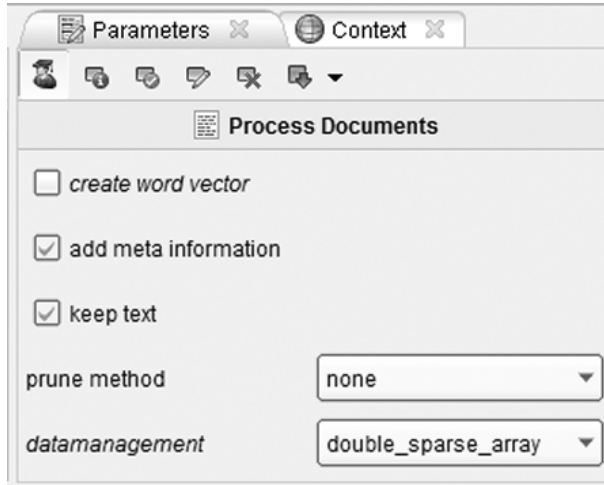 Parameters Context
Process Documents
create word vector
add meta information
keep text
prune method none
datamanagement double_sparse_array